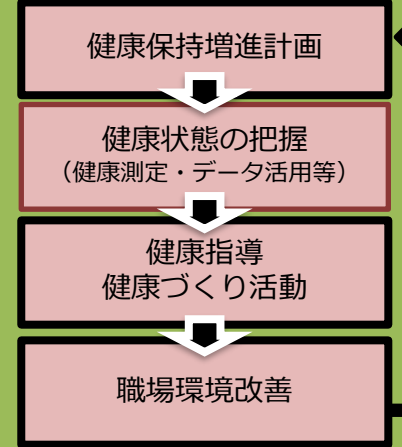 健康保持増進計画
健康状態の把握
（健康測定・データ活用等）
健康指導
健康づくり活動
職場環境改善